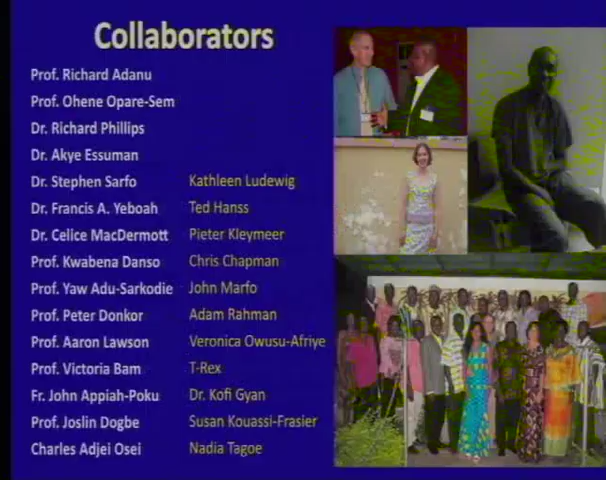 Collaborators
Prof. Richard Adanu
Prof. Ohene Opare-Sem
Dr. Richard Phillips
Dr. Akye Essuman
Dr. Stephen Sarfo
Dr. Francis A. Yeboah
Dr. Celice MacDermott
Prof. Kwabena Danso
Prof. Yaw Adu-Sarkodie
Prof. Peter Donkor
Prof. Aaron Lawson
Prof. Victoria Bam
Fr. John Appiah-Poku
Prof. Joslin Dogbe
Charles Adjei Osei
Kathleen Ludewig
Ted Hanss
Pieter Kleymeer
Chris Chapman
John Marfo
Adam Rahman
Veronica Owusu-Afriye
T-Rex
Dr. Kofi Gyan
Susan Kouassi-Frasier
Nadia Tagoe